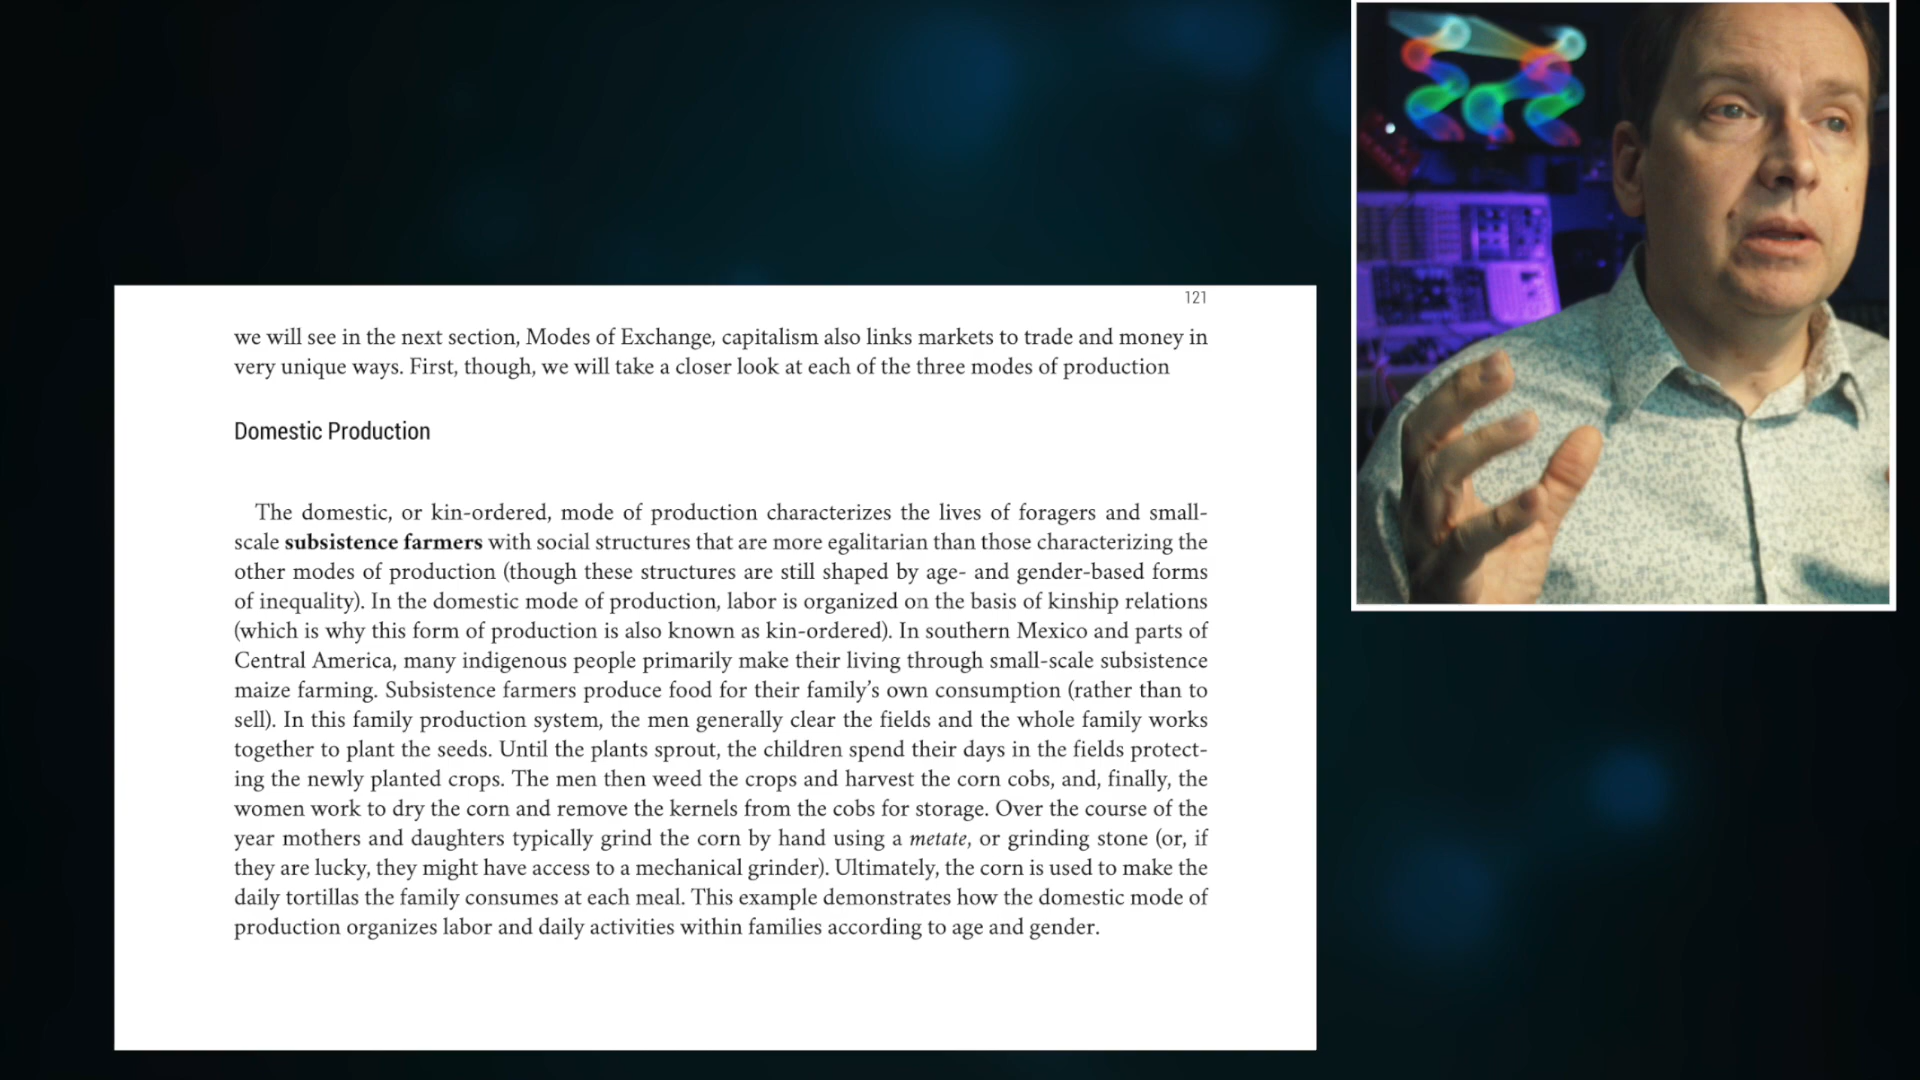 121
we will see in the next section, Modes of Exchange, capitalism also links markets to trade and money in
very unique ways. First, though, we will take a closer look at each of the three modes of production
Domestic Production
The domestic, or kin-ordered, mode of production characterizes the lives of foragers and small-
scale subsistence farmers with social structures that are more egalitarian than those characterizing the
other modes of production (though these structures are still shaped by age- and gender-based forms
of inequality). In the domestic mode of production, labor is organized on the basis of kinship relations
(which is why this form of production is also known as kin-ordered). In southern Mexico and parts of
Central America, many indigenous people primarily make their living through small-scale subsistence
maize farming. Subsistence farmers produce food for their family’s own consumption (rather than to
sell). In this family production system, the men generally clear the fields and the whole family works
together to plant the seeds. Until the plants sprout, the children spend their days in the fields protect-
ing the newly planted crops. The men then weed the crops and harvest the corn cobs, and, finally, the
women work to dry the corn and remove the kernels from the cobs for storage. Over the course of the
year mothers and daughters typically grind the corn by hand using a metate, or grinding stone (or, if
they are lucky, they might have access to a mechanical grinder). Ultimately, the corn is used to make the
daily tortillas the family consumes at each meal. This example demonstrates how the domestic mode of
production organizes labor and daily activities within families according to age and gender.